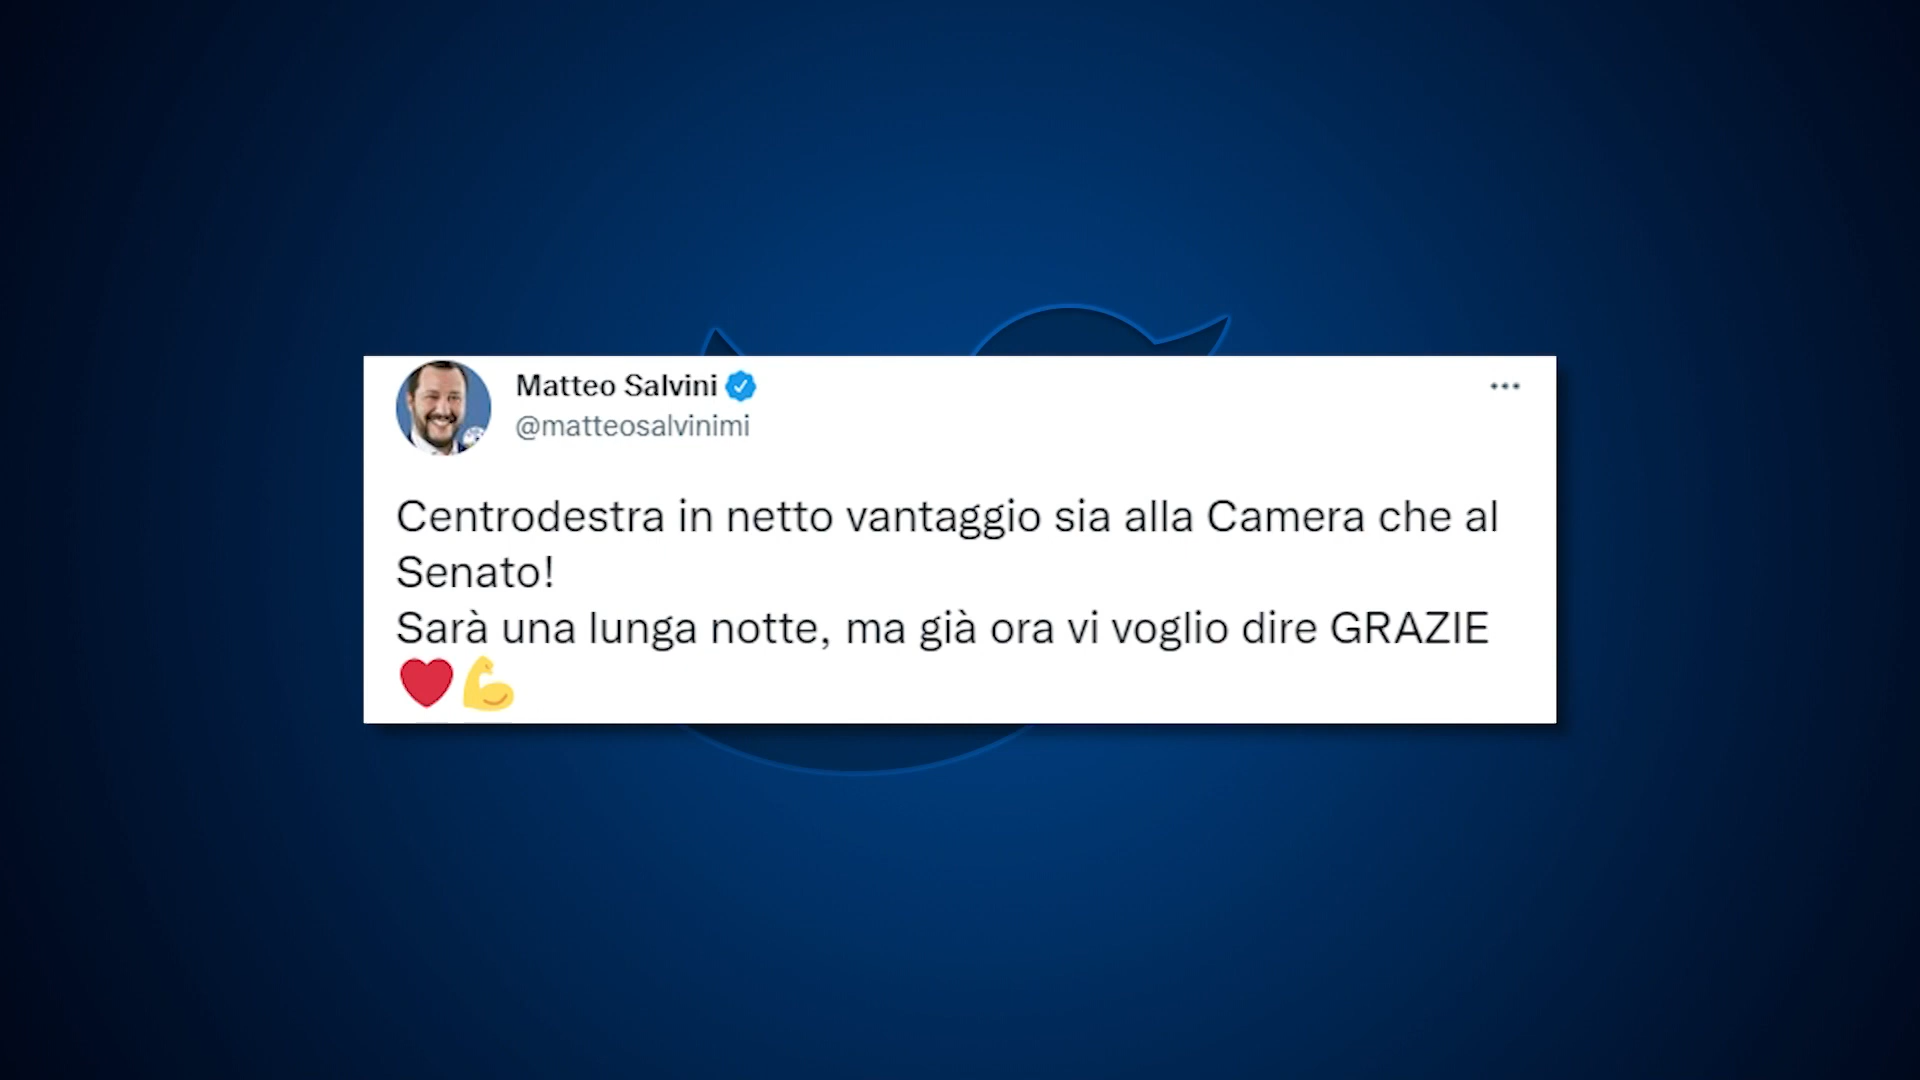 Matteo Salvini
@matteosalvinimi
Centrodestra in netto vantaggio sia alla Camera che al
Senato!
Sarà una lunga notte, ma già ora vi voglio dire GRAZIE
❤️💪